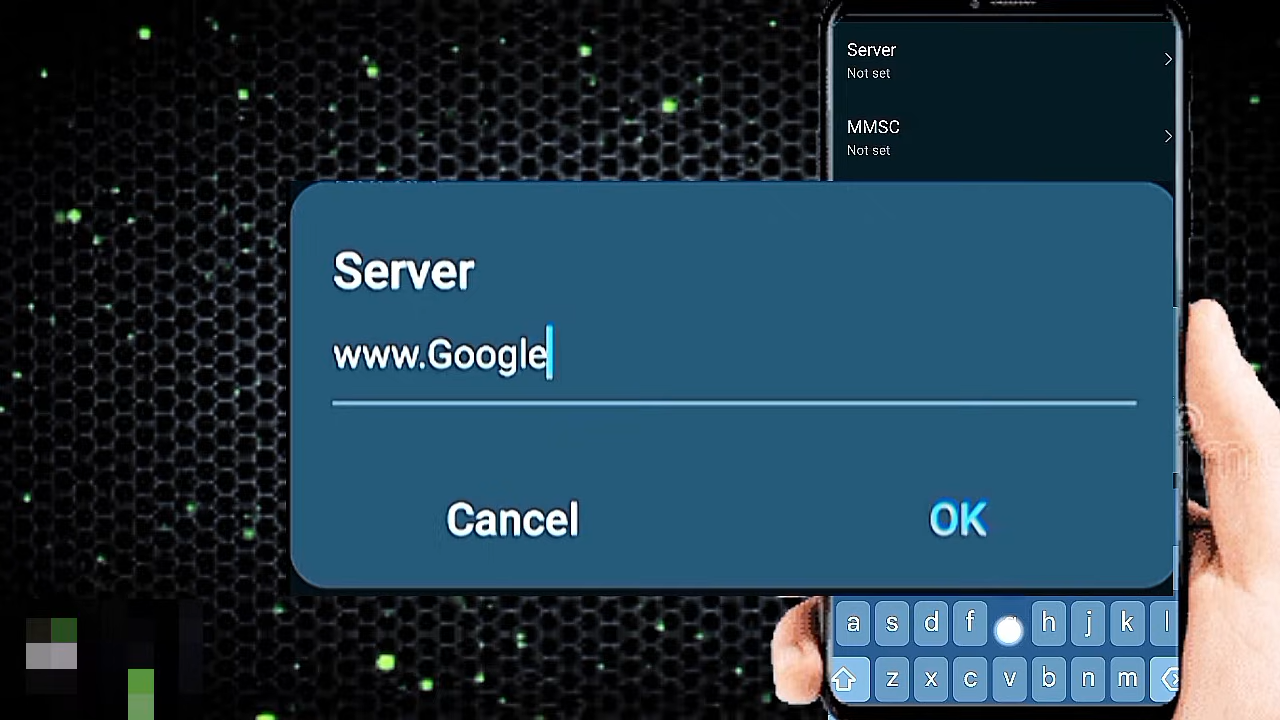 Server
Not set
MMSC
Not set
Server
www.Google
Cancel
OK
a s d f h j k l
z x c v b n m